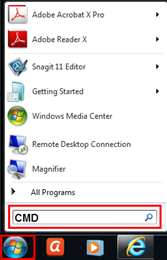 Adobe Acrobat X Pro
Adobe Reader X
Snagit 11 Editor
Getting Started
Windows Media Center
Remote Desktop Connection
Magnifier
All Programs
CMD